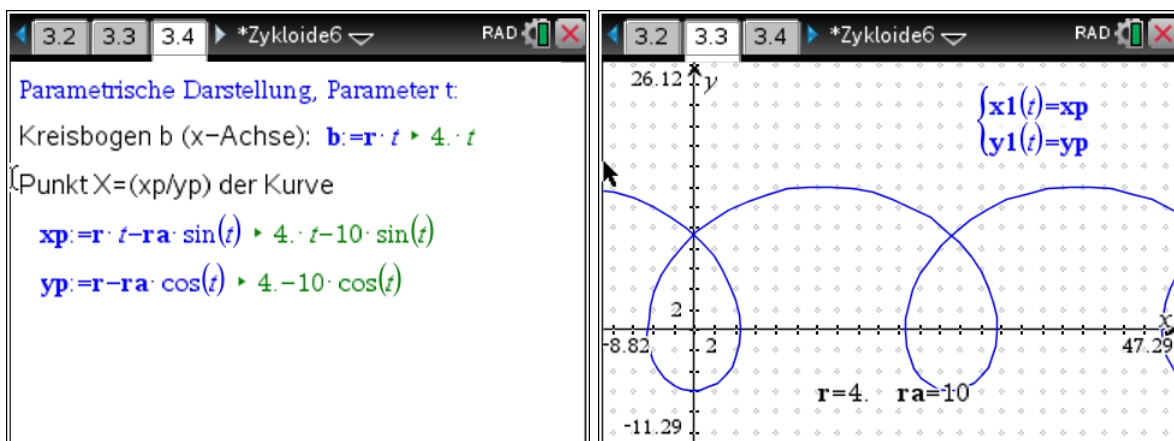 3.2 3.3 3.4 *Zykloide6 RAD
Parametrische Darstellung, Parameter t:
Kreisbogen b (x−Achse): b:=r· t ▸ 4.· t
Punkt X=(xp/yp) der Kurve
xp:=r· t−ra· sin(t) ▸ 4.· t−10· sin(t)
yp:=r−ra· cos(t) ▸ 4.−10· cos(t)
3.2 3.3 3.4 *Zykloide6 RAD
26.12 y
x1(t)=xp
y1(t)=yp
2
x
-8.82 2 47.29
r=4. ra=10
-11.29